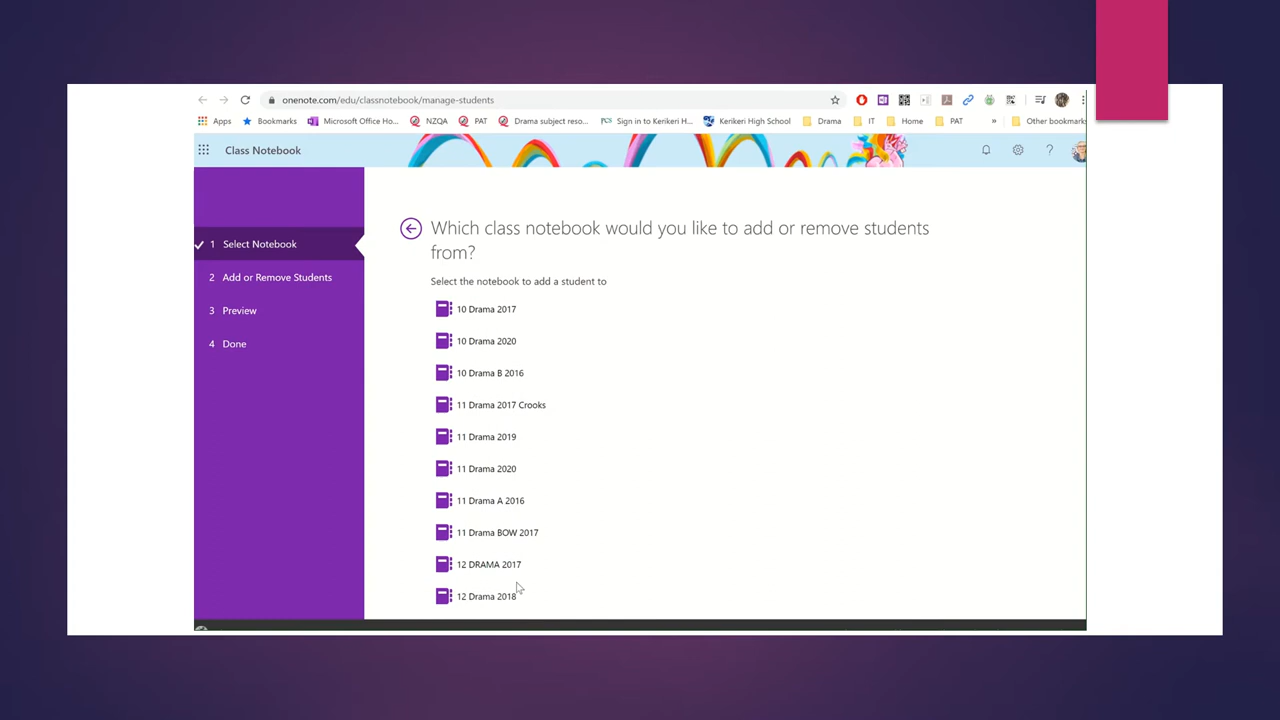 onenote.com/edu/classnotebook/manage-students
Apps Bookmarks Microsoft Office Ho... NZQA PAT Drama subject reso... Sign in to Kerikeri H... Kerikeri High School Drama IT Home PAT » Other bookmarks
Class Notebook ?
1 Select Notebook
2 Add or Remove Students
3 Preview
4 Done
Which class notebook would you like to add or remove students
from?
Select the notebook to add a student to
10 Drama 2017
10 Drama 2020
10 Drama B 2016
11 Drama 2017 Crooks
11 Drama 2019
11 Drama 2020
11 Drama A 2016
11 Drama BOW 2017
12 DRAMA 2017
12 Drama 2018